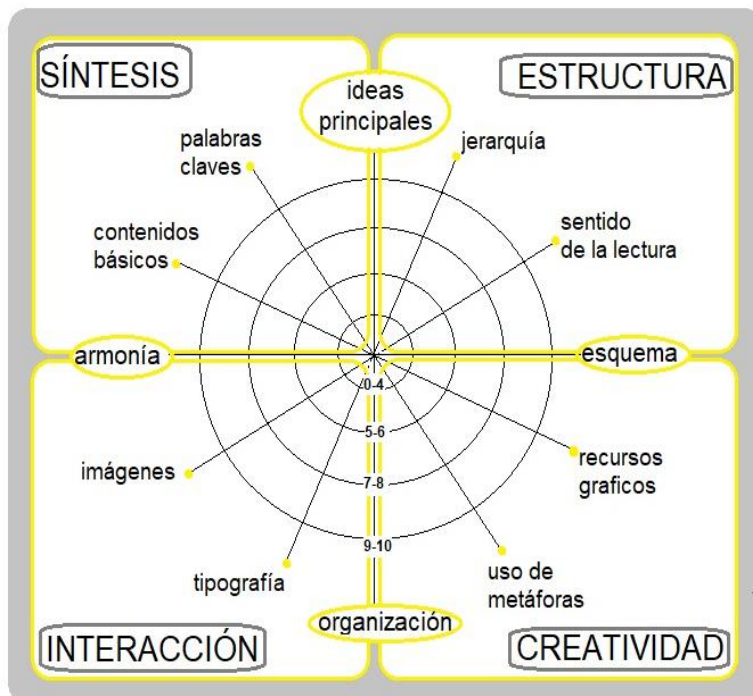 SÍNTESIS
ESTRUCTURA
ideas
principales
palabras
claves
jerarquía
contenidos
básicos
sentido
de la lectura
armonía
esquema
0-4
5-6
7-8
9-10
imágenes
recursos
graficos
tipografía
uso de
metáforas
organización
INTERACCIÓN
CREATIVIDAD